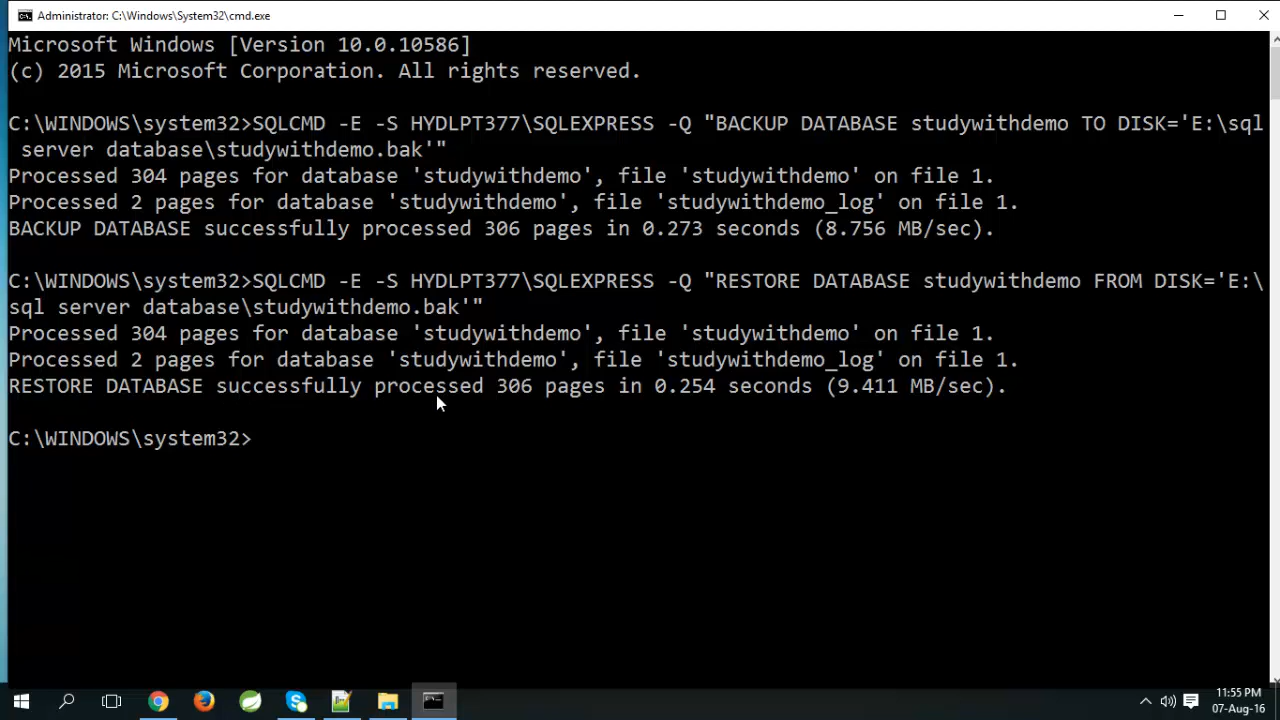 Administrator: C:\Windows\System32\cmd.exe
Microsoft Windows [Version 10.0.10586]
(c) 2015 Microsoft Corporation. All rights reserved.
C:\WINDOWS\system32>SQLCMD -E -S HYDLPT377\SQLEXPRESS -Q "BACKUP DATABASE studywithdemo TO DISK='E:\sql
server database\studywithdemo.bak'"
Processed 304 pages for database 'studywithdemo', file 'studywithdemo' on file 1.
Processed 2 pages for database 'studywithdemo', file 'studywithdemo_log' on file 1.
BACKUP DATABASE successfully processed 306 pages in 0.273 seconds (8.756 MB/sec).
C:\WINDOWS\system32>SQLCMD -E -S HYDLPT377\SQLEXPRESS -Q "RESTORE DATABASE studywithdemo FROM DISK='E:\
sql server database\studywithdemo.bak'"
Processed 304 pages for database 'studywithdemo', file 'studywithdemo' on file 1.
Processed 2 pages for database 'studywithdemo', file 'studywithdemo_log' on file 1.
RESTORE DATABASE successfully processed 306 pages in 0.254 seconds (9.411 MB/sec).
C:\WINDOWS\system32>
11:55 PM
07-Aug-16